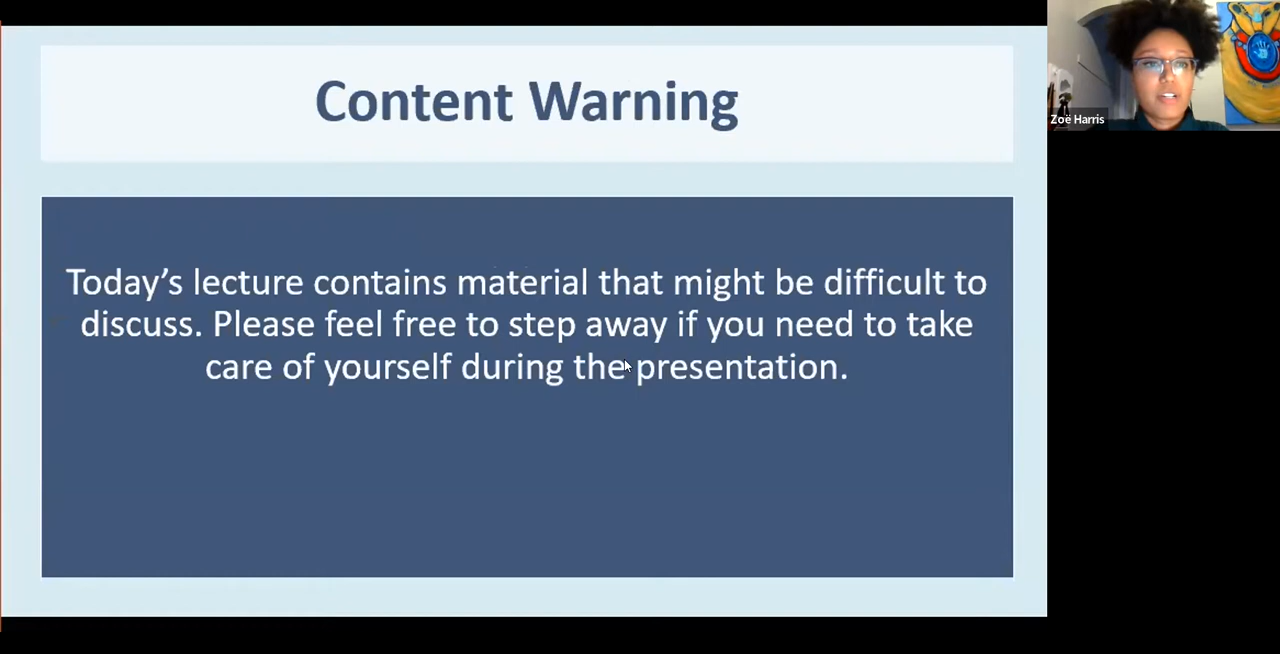 Content Warning
Today’s lecture contains material that might be difficult to
discuss. Please feel free to step away if you need to take
care of yourself during the presentation.
Zoë Harris